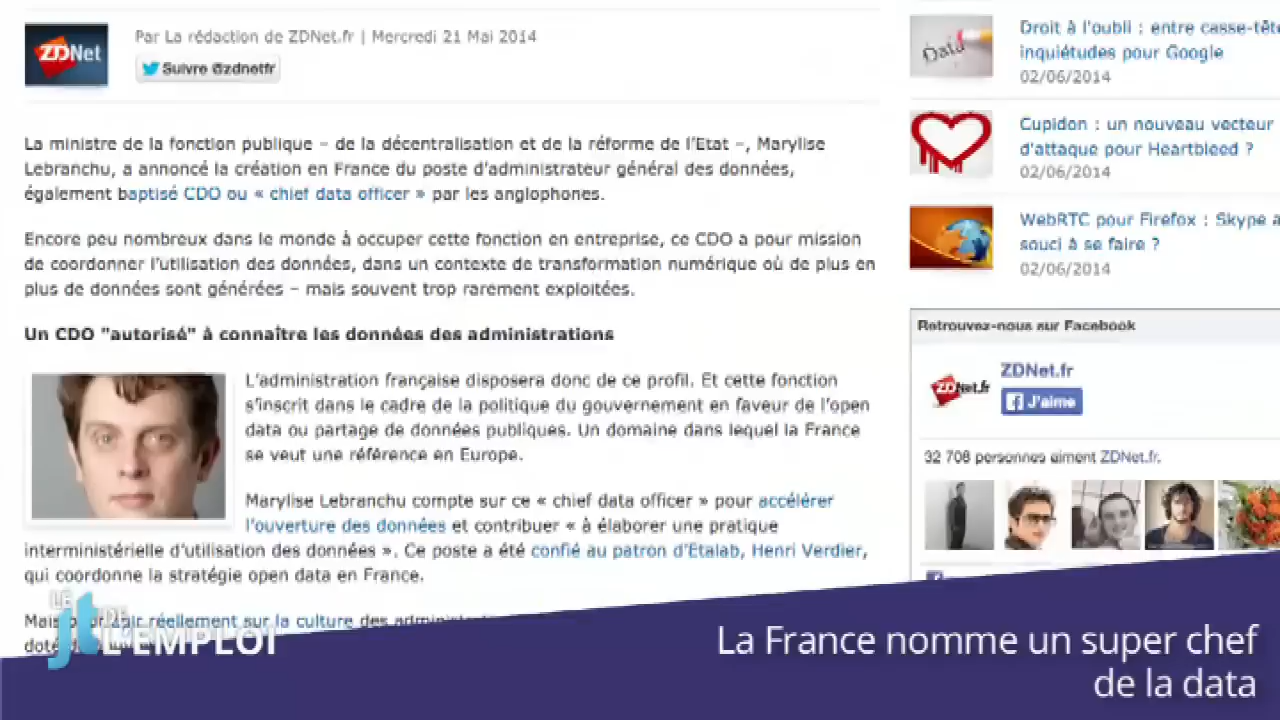 ZDNet
Par La rédaction de ZDNet.fr | Mercredi 21 Mai 2014
Suivre @zdnetfr
La ministre de la fonction publique – de la décentralisation et de la réforme de l'Etat –, Marylise
Lebranchu, a annoncé la création en France du poste d'administrateur général des données,
également baptisé CDO ou « chief data officer » par les anglophones.
Encore peu nombreux dans le monde à occuper cette fonction en entreprise, ce CDO a pour mission
de coordonner l'utilisation des données, dans un contexte de transformation numérique où de plus en
plus de données sont générées – mais souvent trop rarement exploitées.
Un CDO "autorisé" à connaître les données des administrations
L'administration française disposera donc de ce profil. Et cette fonction
s'inscrit dans le cadre de la politique du gouvernement en faveur de l'open
data ou partage de données publiques. Un domaine dans lequel la France
se veut une référence en Europe.
Marylise Lebranchu compte sur ce « chief data officer » pour accélérer
l'ouverture des données et contribuer « à élaborer une pratique
interministérielle d'utilisation des données ». Ce poste a été confié au patron d'Etalab, Henri Verdier,
qui coordonne la stratégie open data en France.
Mais pour agir réellement sur la culture des
Data
Droit à l'oubli : entre casse-tête
inquiétudes pour Google
02/06/2014
Cupidon : un nouveau vecteur
d'attaque pour Heartbleed ?
02/06/2014
WebRTC pour Firefox : Skype a
souci à se faire ?
02/06/2014
Retrouvez-nous sur Facebook
ZDNet.fr
ZDNet.fr
J'aime
32 708 personnes aiment ZDNet.fr.
LE
JT DE
L'EMPLOI
La France nomme un super chef
de la data